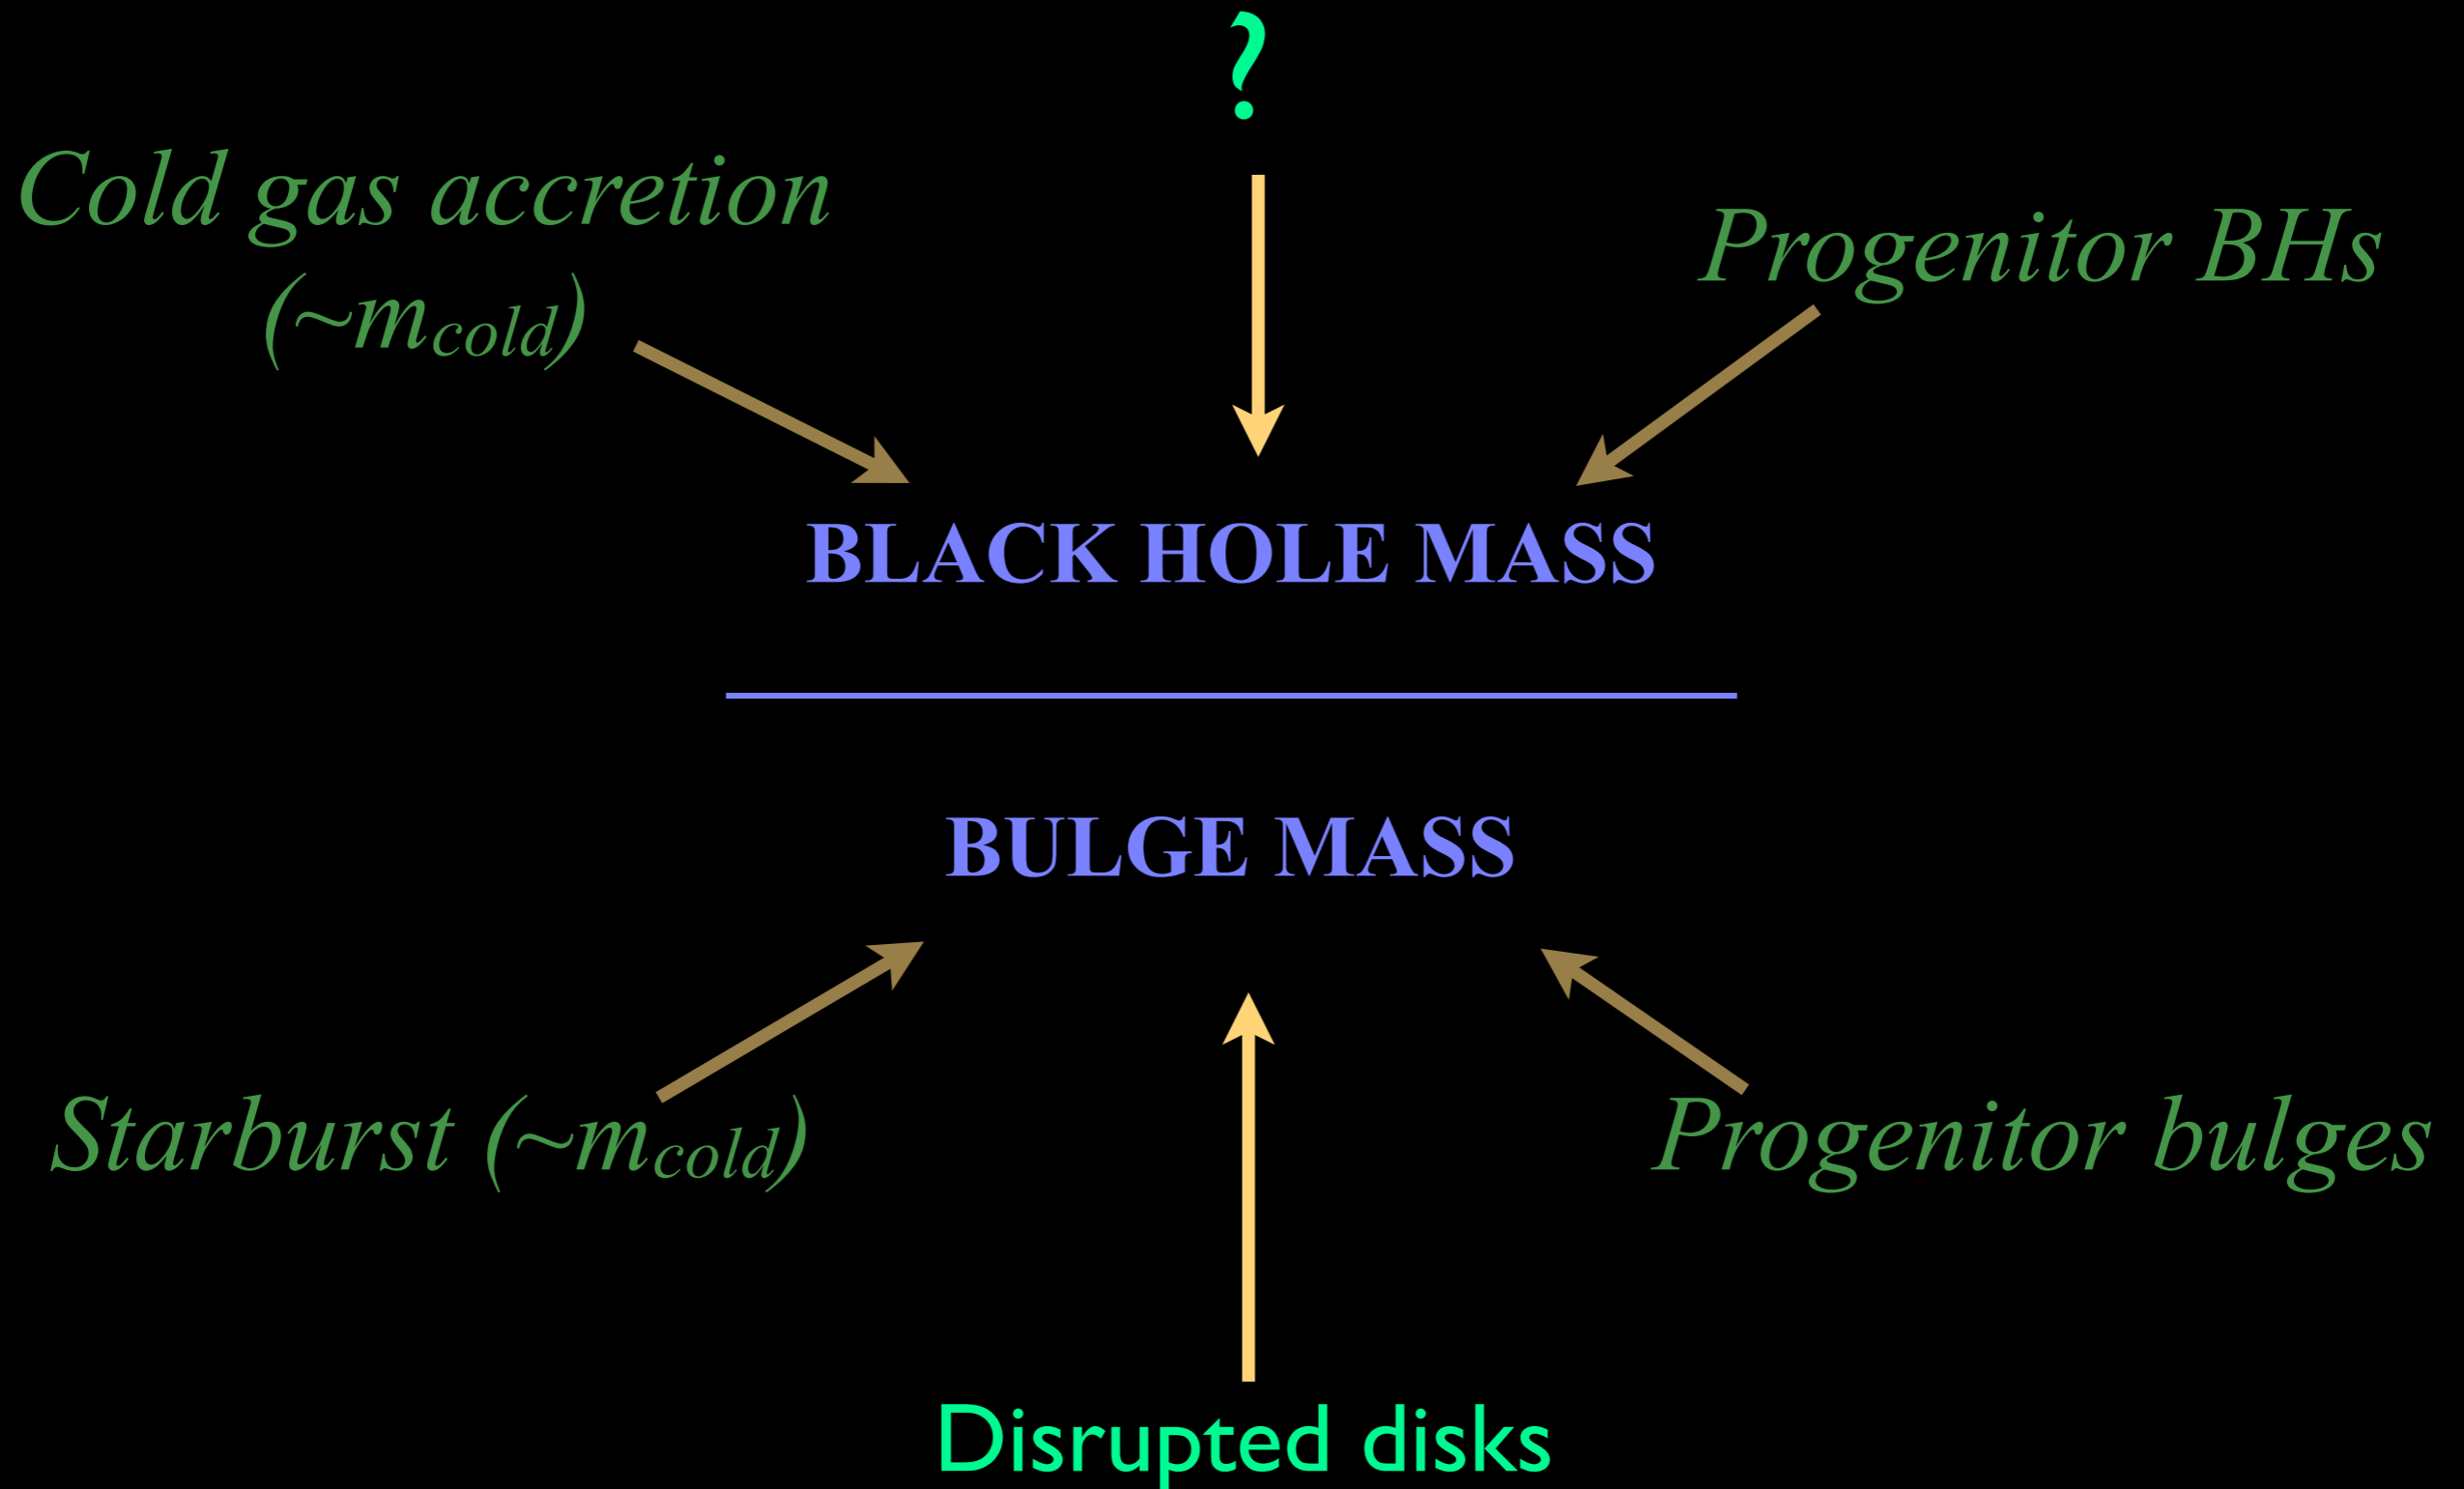 ?
Cold gas accretion
(~mcold)
Progenitor BHs
BLACK HOLE MASS
BULGE MASS
Starburst (~mcold)
Progenitor bulges
Disrupted disks